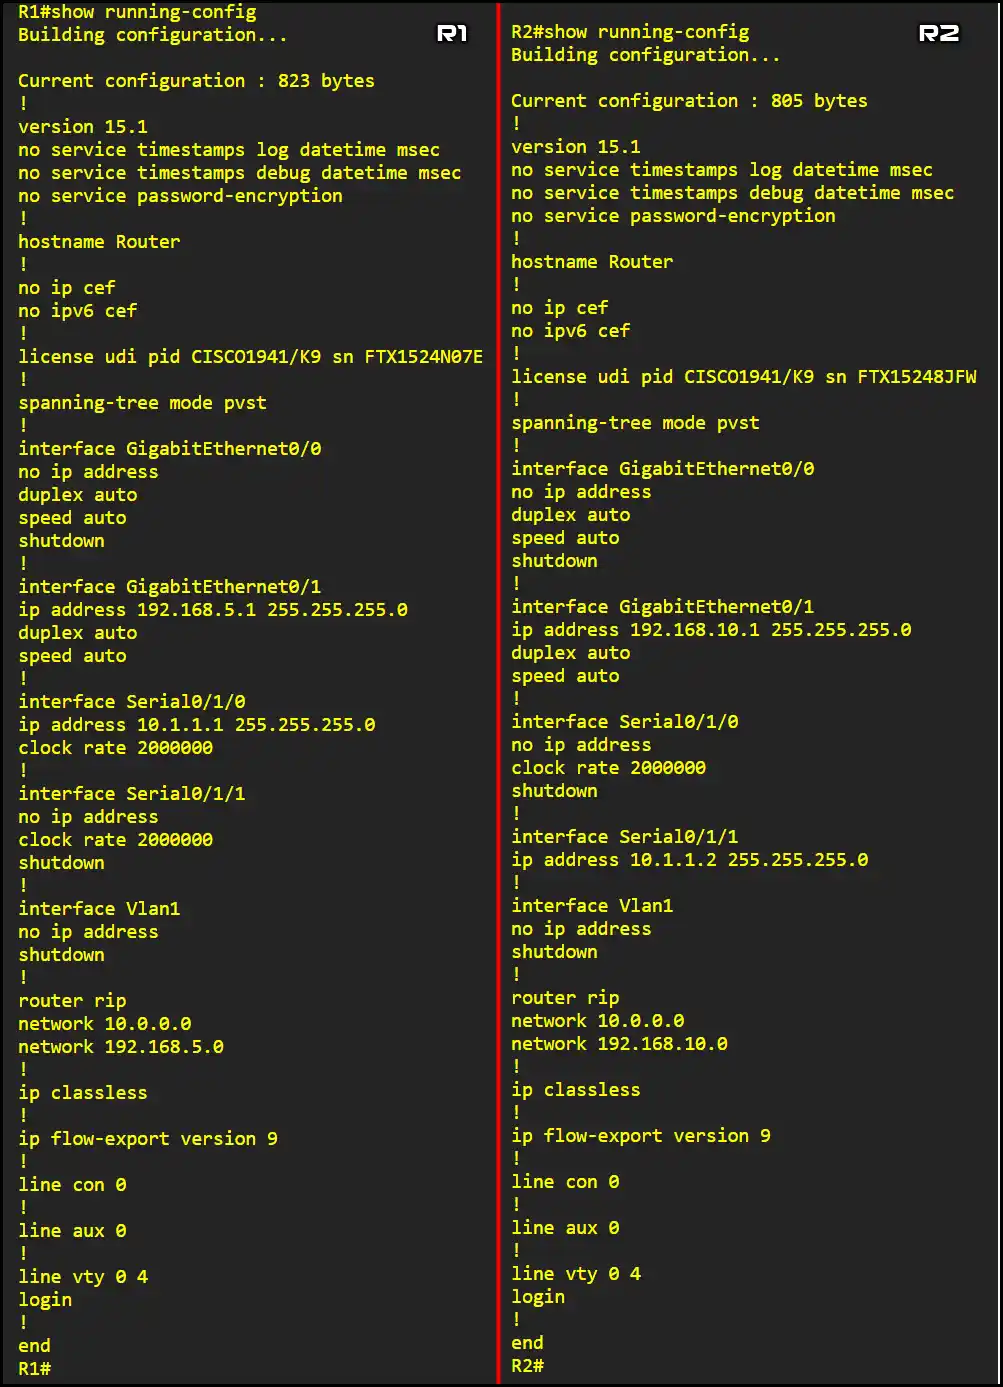 R1#show running-config
Building configuration...
R1
Current configuration : 823 bytes
!
version 15.1
no service timestamps log datetime msec
no service timestamps debug datetime msec
no service password-encryption
!
hostname Router
!
no ip cef
no ipv6 cef
!
license udi pid CISCO1941/K9 sn FTX1524N07E
!
spanning-tree mode pvst
!
interface GigabitEthernet0/0
no ip address
duplex auto
speed auto
shutdown
!
interface GigabitEthernet0/1
ip address 192.168.5.1 255.255.255.0
duplex auto
speed auto
!
interface Serial0/1/0
ip address 10.1.1.1 255.255.255.0
clock rate 2000000
!
interface Serial0/1/1
no ip address
clock rate 2000000
shutdown
!
interface Vlan1
no ip address
shutdown
!
router rip
network 10.0.0.0
network 192.168.5.0
!
ip classless
!
ip flow-export version 9
!
line con 0
!
line aux 0
!
line vty 0 4
login
!
end
R1#
R2#show running-config
Building configuration...
R2
Current configuration : 805 bytes
!
version 15.1
no service timestamps log datetime msec
no service timestamps debug datetime msec
no service password-encryption
!
hostname Router
!
no ip cef
no ipv6 cef
!
license udi pid CISCO1941/K9 sn FTX15248JFW
!
spanning-tree mode pvst
!
interface GigabitEthernet0/0
no ip address
duplex auto
speed auto
shutdown
!
interface GigabitEthernet0/1
ip address 192.168.10.1 255.255.255.0
duplex auto
speed auto
!
interface Serial0/1/0
no ip address
clock rate 2000000
shutdown
!
interface Serial0/1/1
ip address 10.1.1.2 255.255.255.0
!
interface Vlan1
no ip address
shutdown
!
router rip
network 10.0.0.0
network 192.168.10.0
!
ip classless
!
ip flow-export version 9
!
line con 0
!
line aux 0
!
line vty 0 4
login
!
end
R2#